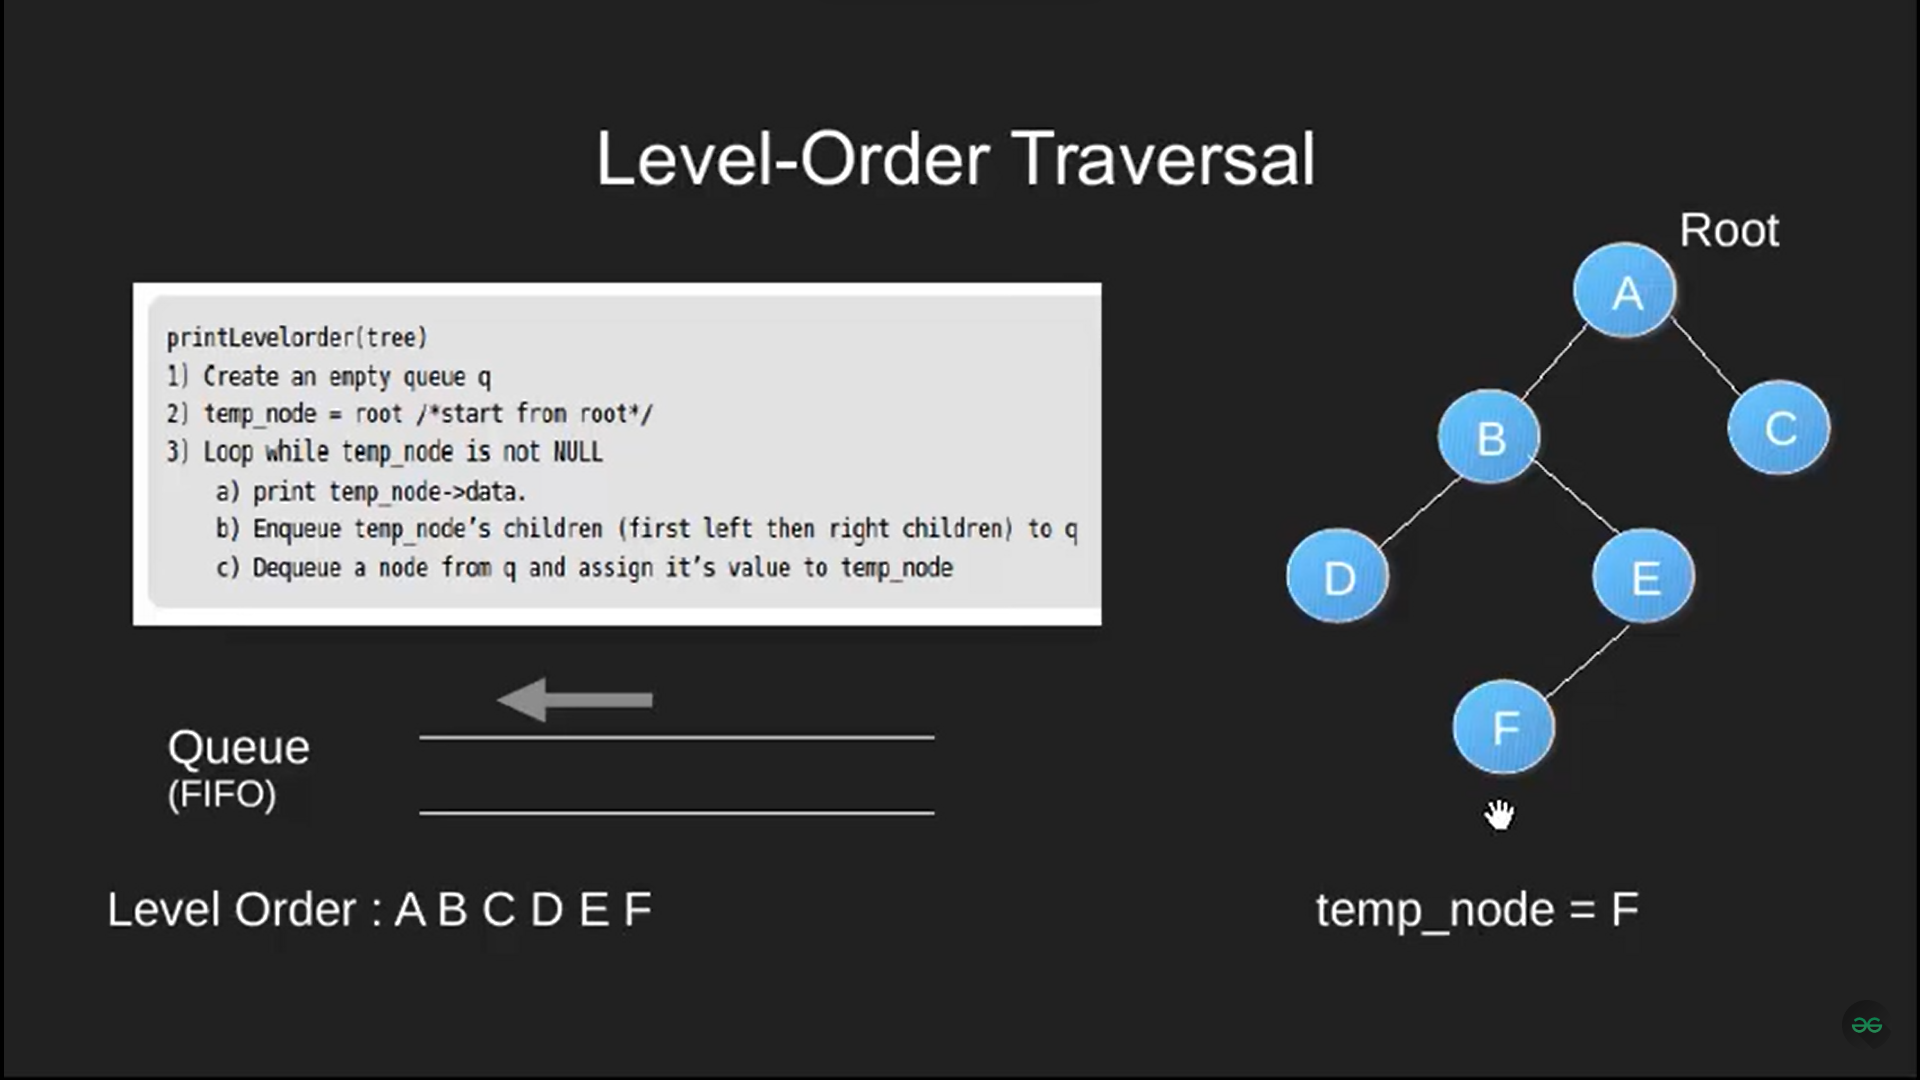 Level-Order Traversal
Root
printLevelorder(tree)
1) Create an empty queue q
2) temp_node = root /*start from root*/
3) Loop while temp_node is not NULL
a) print temp_node->data.
b) Enqueue temp_node’s children (first left then right children) to q
c) Dequeue a node from q and assign it’s value to temp_node
A
B
C
D
E
F
Queue
(FIFO)
Level Order : A B C D E F
temp_node = F